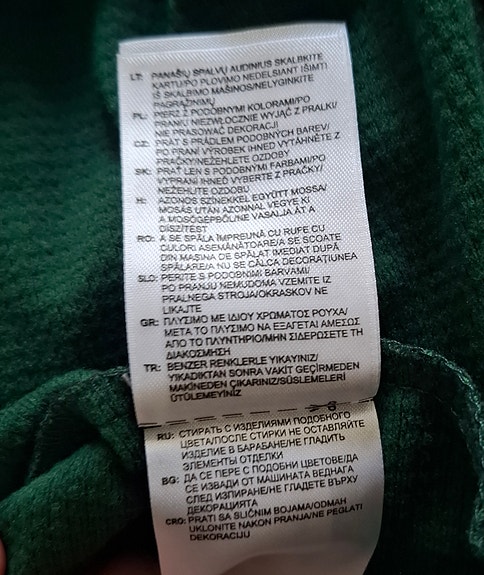 LT: PANAŠIŲ SPALVŲ AUDINIUS SKALBKITE
KARTU/PO PLOVIMO NEDELSIANT IŠIMTI
IŠ SKALBIMO MAŠINOS/NELYGINKITE
PAGRAŽINIMŲ
PL: PIERZ Z PODOBNYMI KOLORAMI/PO
PRANIU NIEZWŁOCZNIE WYJĄĆ Z PRALKI/
NIE PRASOWAĆ DEKORACJI
CZ: PRÁT S PRÁDLEM PODOBNÝCH BAREV/
PO PRANÍ VÝROBEK IHNED VYTÁHNĚTE Z
PRAČKY/NEŽEHLETE OZDOBY
SK: PRAŤ LEN S PODOBNÝMI FARBAMI/PO
VYPRANÍ IHNEĎ VYBERTE Z PRAČKY/
NEŽEHLITE OZDOBU
H: AZONOS SZÍNEKKEL EGYÜTT MOSSA/
MOSÁS UTÁN AZONNAL VEGYE KI
A MOSÓGÉPBŐL/NE VASALJA ÁT A
DÍSZÍTÉST
RO: A SE SPĂLA ÎMPREUNĂ CU RUFE CU
CULORI ASEMĂNĂTOARE/A SE SCOATE
DIN MAȘINA DE SPĂLAT IMEDIAT DUPĂ
SPĂLARE/A NU SE CĂLCA DECORAȚIUNEA
SLO: PERITE S PODOBNIMI BARVAMI/
PO PRANJU NEMUDOMA VZEMITE IZ
PRALNEGA STROJA/OKRASKOV NE
LIKAJTE
GR: ΠΛΥΣΙΜΟ ΜΕ ΙΔΙΟΥ ΧΡΩΜΑΤΟΣ ΡΟΥΧΑ/
ΜΕΤΑ ΤΟ ΠΛΥΣΙΜΟ ΝΑ ΕΞΑΓΕΤΑΙ ΑΜΕΣΩΣ
ΑΠΟ ΤΟ ΠΛΥΝΤΗΡΙΟ/ΜΗΝ ΣΙΔΕΡΩΣΕΤΕ ΤΗ
ΔΙΑΚΟΣΜΗΣΗ
TR: BENZER RENKLERLE YIKAYINIZ/
YIKADIKTAN SONRA VAKİT GEÇİRMEDEN
MAKİNEDEN ÇIKARINIZ/SÜSLEMELERİ
ÜTÜLEMEYİNİZ
RU: СТИРАТЬ С ИЗДЕЛИЯМИ ПОДОБНОГО
ЦВЕТА/ПОСЛЕ СТИРКИ НЕ ОСТАВЛЯЙТЕ
ИЗДЕЛИЕ В БАРАБАНЕ/НЕ ГЛАДИТЬ
ЭЛЕМЕНТЫ ОТДЕЛКИ
BG: ДА СЕ ПЕРЕ С ПОДОБНИ ЦВЕТОВЕ/ДА
СЕ ИЗВАДИ ОТ МАШИНАТА ВЕДНАГА
СЛЕД ИЗПИРАНЕ/НЕ ГЛАДЕТЕ ВЪРХУ
ДЕКОРАЦИЯТА
CRO: PRATI SA SLIČNIM BOJAMA/ODMAH
UKLONITE NAKON PRANJA/NE PEGLATI
DEKORACIJU